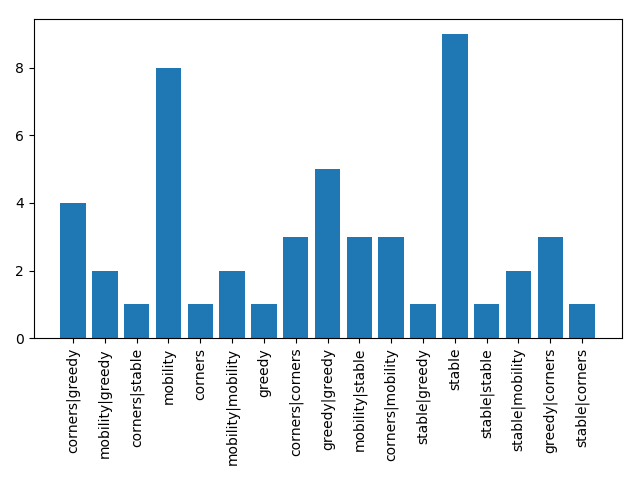 8
6
4
2
0
corners|greedy
mobility|greedy
corners|stable
mobility
corners
mobility|mobility
greedy
corners|corners
greedy|greedy
mobility|stable
corners|mobility
stable|greedy
stable
stable|stable
stable|mobility
greedy|corners
stable|corners